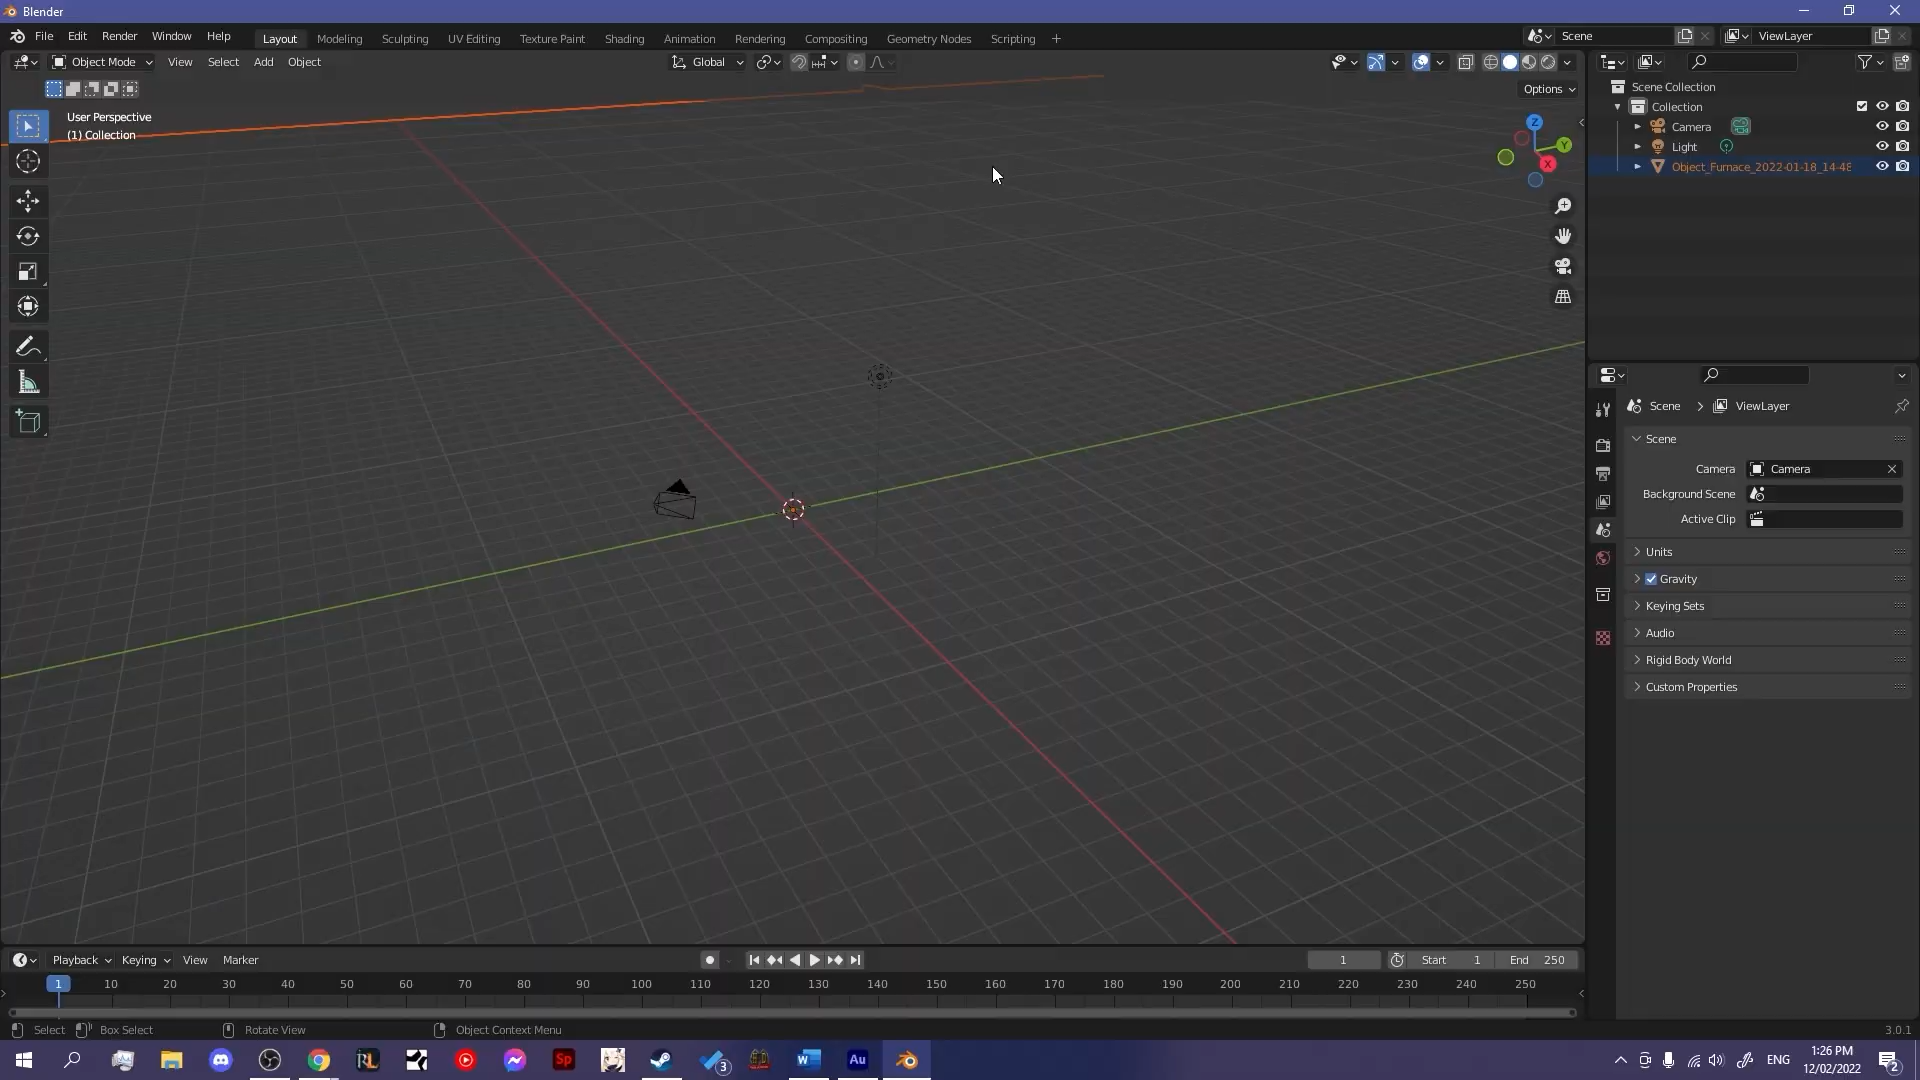 Blender
File Edit Render Window Help Layout Modeling Sculpting UV Editing Texture Paint Shading Animation Rendering Compositing Geometry Nodes Scripting + Scene ViewLayer
Object Mode View Select Add Object Global
Options
User Perspective
(1) Collection
Z
Y
X
Scene Collection
Collection
Camera
Light
Object_Furnace_2022-01-18_14-48
Scene > ViewLayer
Scene
Camera Camera
Background Scene
Active Clip
Units
Gravity
Keying Sets
Audio
Rigid Body World
Custom Properties
Playback Keying View Marker 1 Start 1 End 250
1 10 20 30 40 50 60 70 80 90 100 110 120 130 140 150 160 170 180 190 200 210 220 230 240 250
Select Box Select Rotate View Object Context Menu 3.0.1
RL Sp 3 W Au ENG 1:26 PM
12/02/2022 2